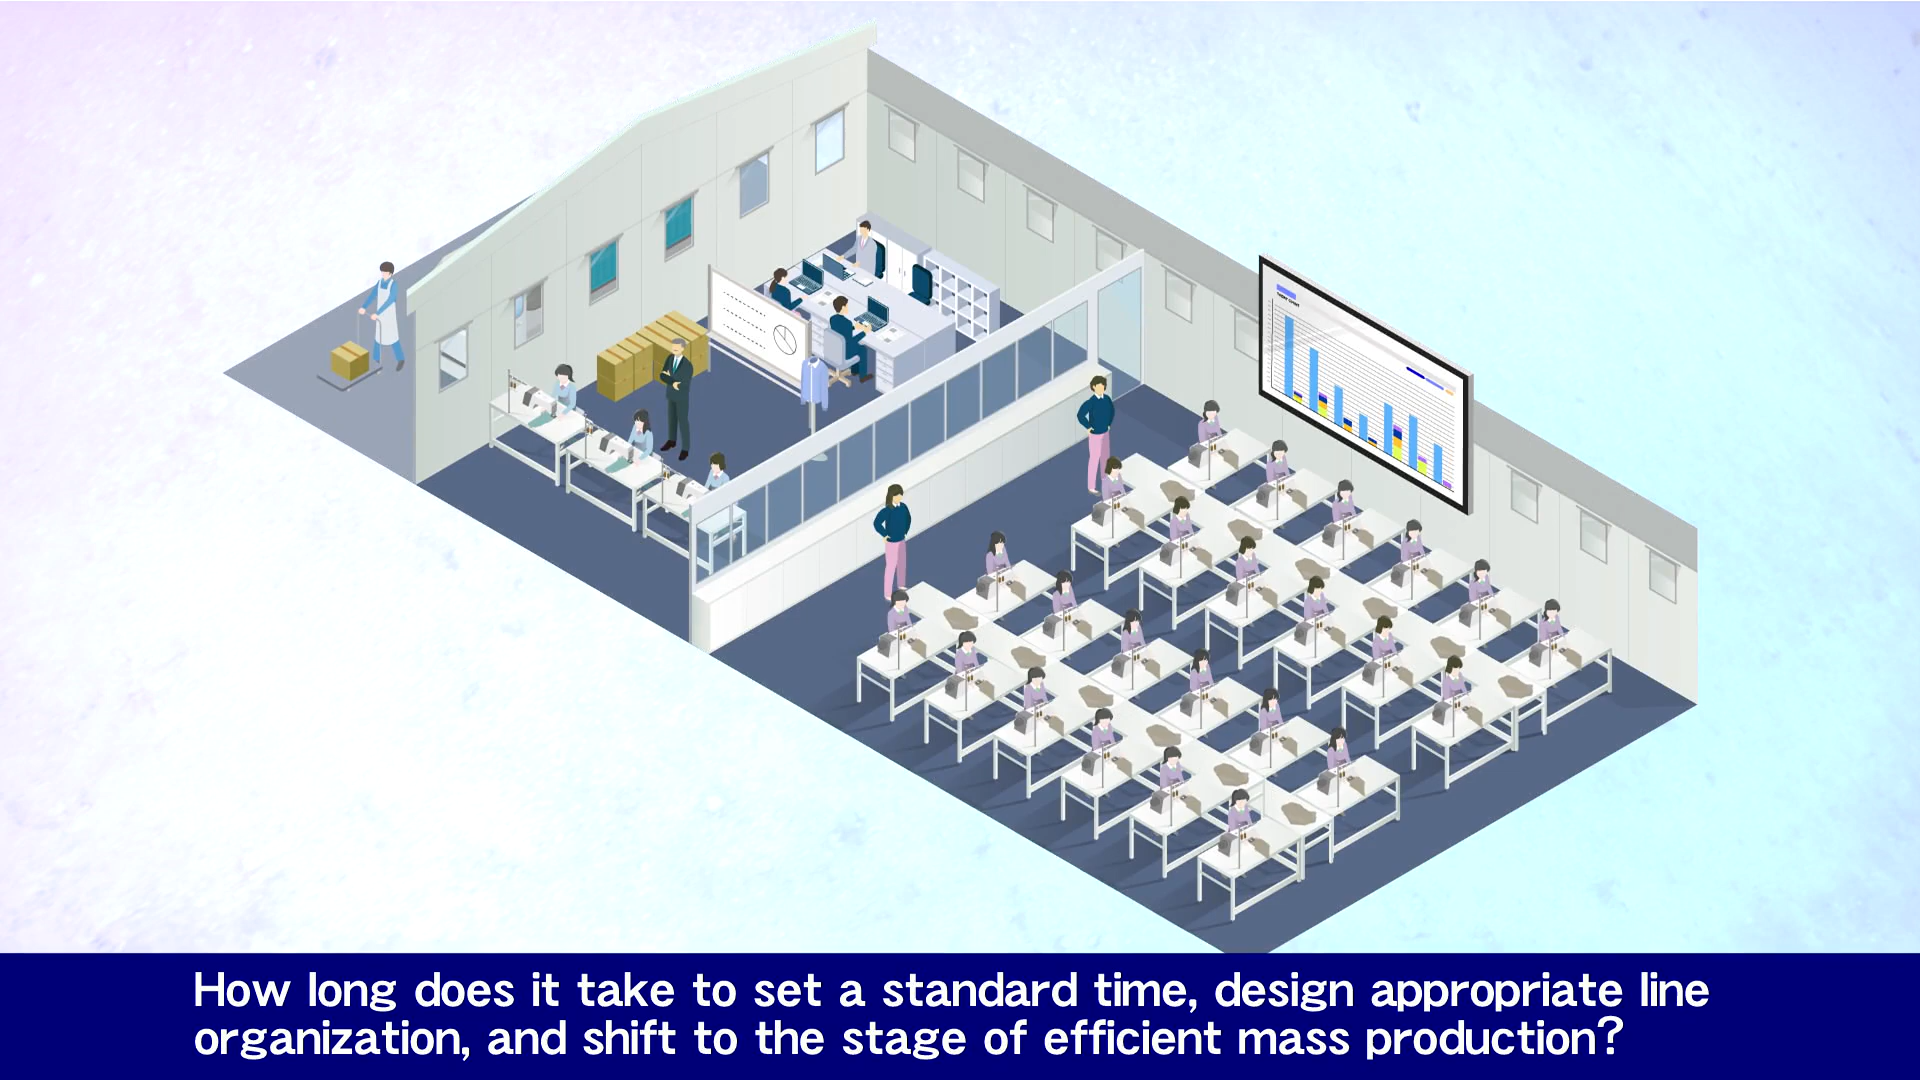 How long does it take to set a standard time, design appropriate line
organization, and shift to the stage of efficient mass production?